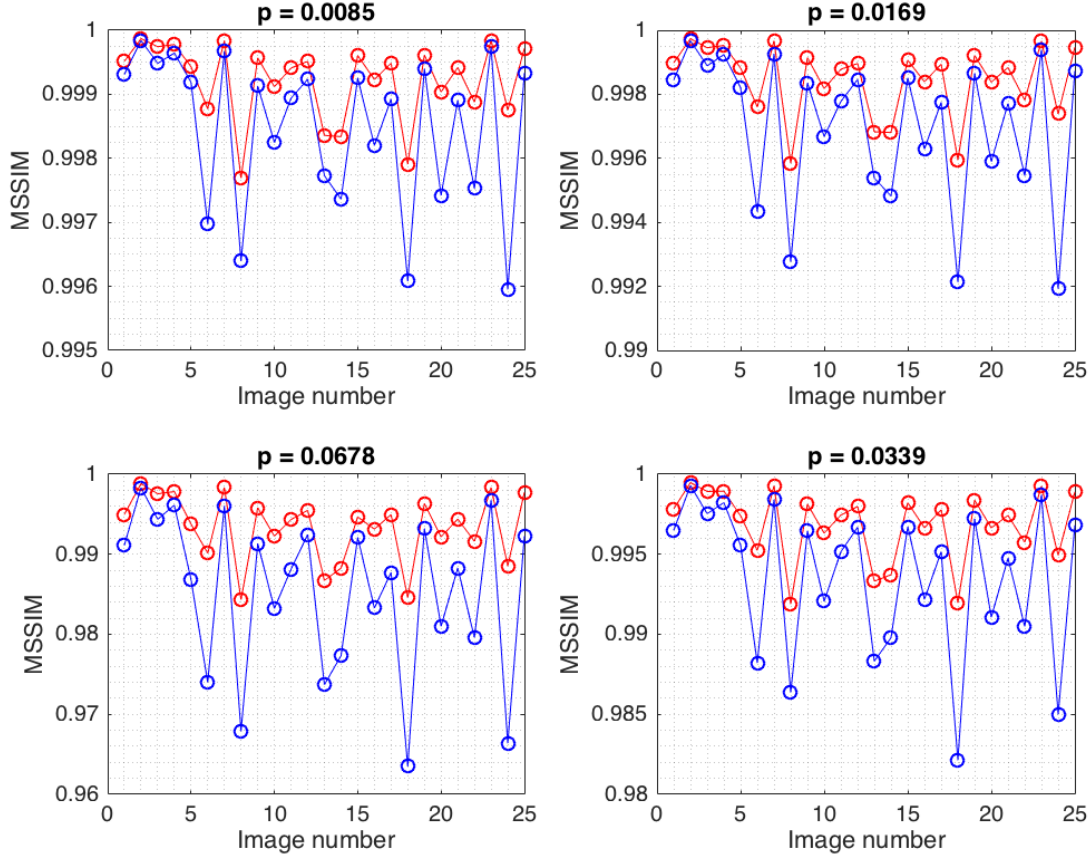 p = 0.0085
MSSIM
1
0.999
0.998
0.997
0.996
0.995
0 5 10 15 20 25
Image number
p = 0.0169
MSSIM
1
0.998
0.996
0.994
0.992
0.99
0 5 10 15 20 25
Image number
p = 0.0678
MSSIM
1
0.99
0.98
0.97
0.96
0 5 10 15 20 25
Image number
p = 0.0339
MSSIM
1
0.995
0.99
0.985
0.98
0 5 10 15 20 25
Image number